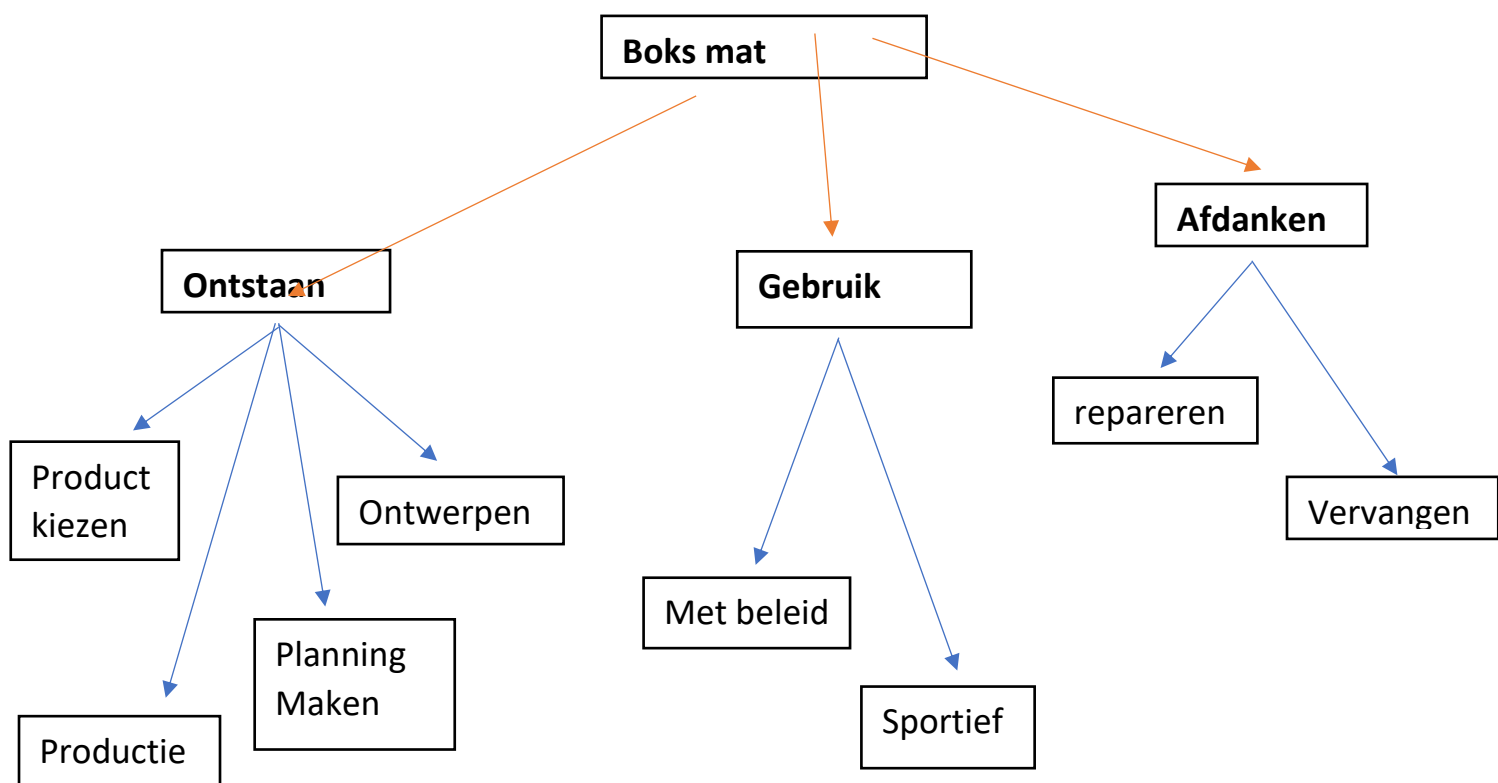 Boks mat
Afdanken
Ontstaan
Gebruik
repareren
Product
kiezen
Ontwerpen
Vervangen
Met beleid
Planning
Maken
Sportief
Productie